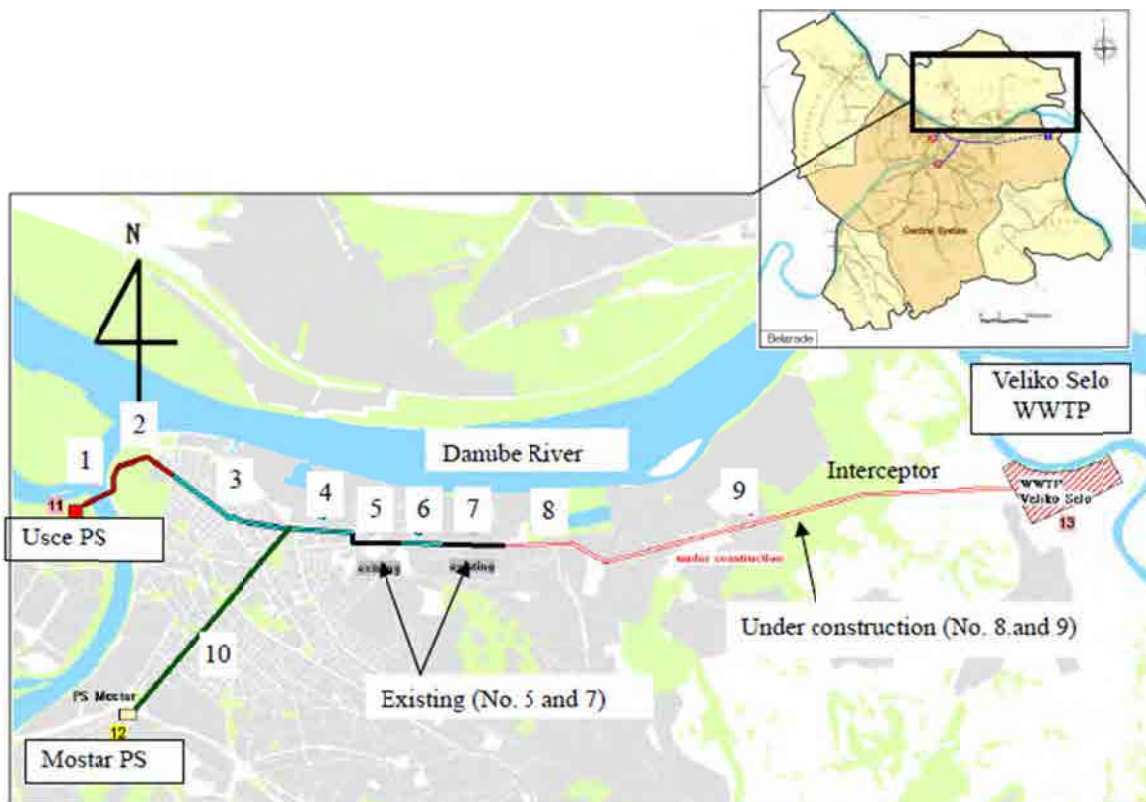 Central System
Belgrade
N
Veliko Selo
WWTP
2
1
Danube River
3
Interceptor
4
9
5
6
7
8
WWTP
Veliko Selo
11
13
Usce PS
under construction
existing
existing
Under construction (No. 8.and 9)
10
PS Mostar
Existing (No. 5 and 7)
12
Mostar PS